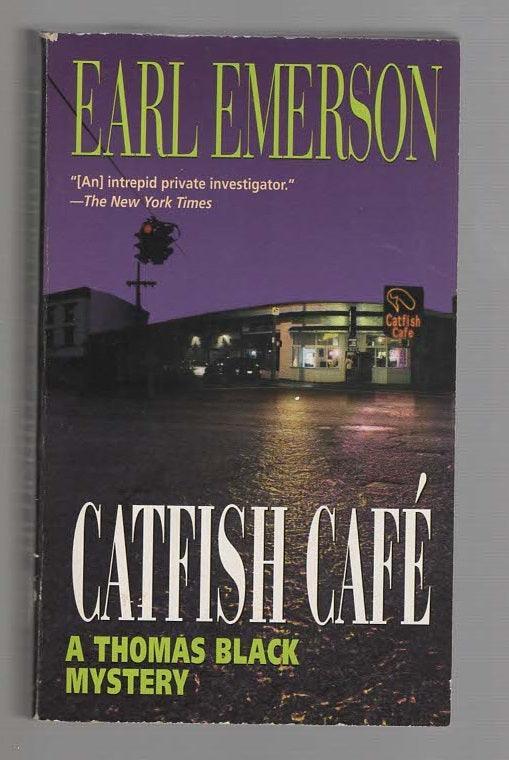 EARL EMERSON
"[An] intrepid private investigator."
—The New York Times
Catfish
Cafe
CATFISH CAFÉ
A THOMAS BLACK
MYSTERY